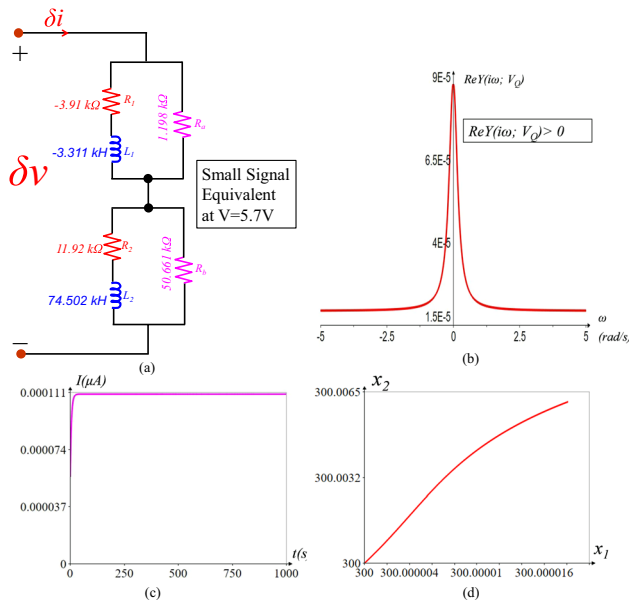 δi
+
R1
-3.91 kΩ
1.198 kΩ
Ra
-3.311 kH
L1
δv
Small Signal
Equivalent
at V=5.7V
11.92 kΩ
R2
50.661 kΩ
Rb
74.502 kH
L2
−
(a)
9E-5
ReY(iω; VQ)
ReY(iω; VQ)> 0
6.5E-5
4E-5
1.5E-5
ω
-5 -2.5 0 2.5 5
(rad/s)
(b)
I(μA)
0.000111
0.000074
0.000037
0
t(s
0 250 500 750 1000
(c)
x2
300.0065
300.0032
300
x1
300 300.000004 300.00001 300.000016
(d)